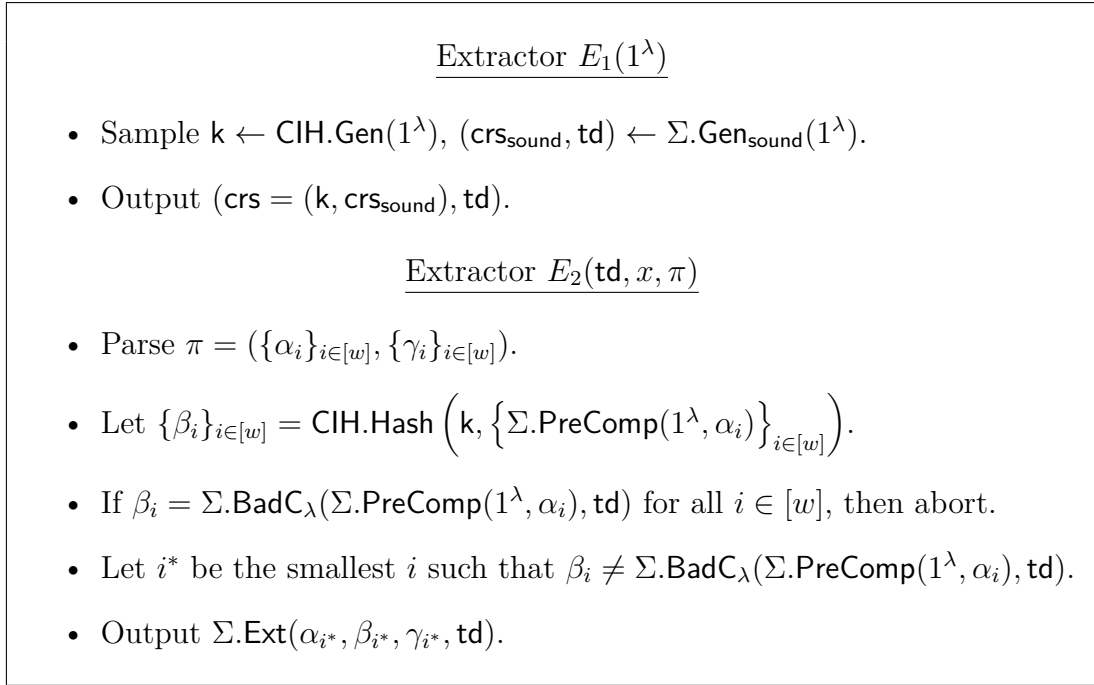 Extractor E₁(1^λ)
• Sample k ← CIH.Gen(1^λ), (crs_sound, td) ← Σ.Gen_sound(1^λ).
• Output (crs = (k, crs_sound), td).
Extractor E₂(td, x, π)
• Parse π = ({α_i}_{i∈[w]}, {γ_i}_{i∈[w]}).
• Let {β_i}_{i∈[w]} = CIH.Hash(k, {Σ.PreComp(1^λ, α_i)}_{i∈[w]}).
• If β_i = Σ.BadC_λ(Σ.PreComp(1^λ, α_i), td) for all i ∈ [w], then abort.
• Let i* be the smallest i such that β_i ≠ Σ.BadC_λ(Σ.PreComp(1^λ, α_i), td).
• Output Σ.Ext(α_{i*}, β_{i*}, γ_{i*}, td).